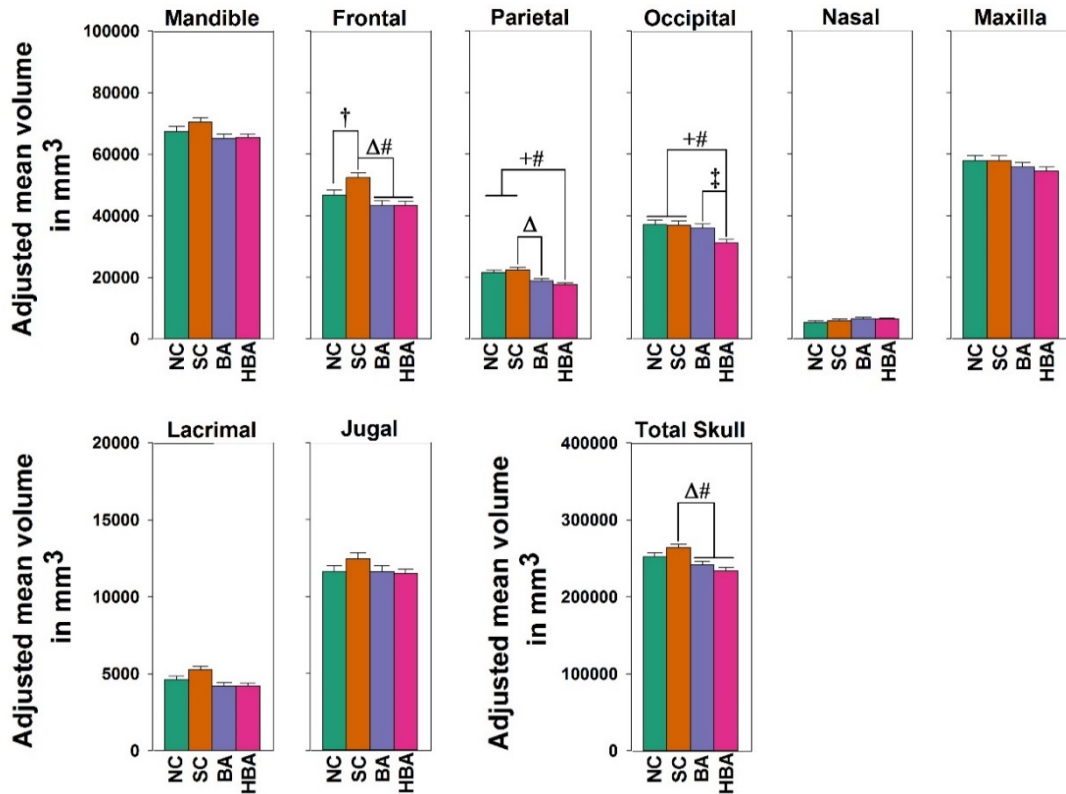 Mandible Frontal Parietal Occipital Nasal Maxilla
Adjusted mean volume
in mm³
100000
80000
60000
40000
20000
0
†
Δ#
+#
Δ
+#
‡
NC SC BA HBA NC SC BA HBA NC SC BA HBA NC SC BA HBA NC SC BA HBA NC SC BA HBA
Lacrimal Jugal Total Skull
Adjusted mean volume
in mm³
20000
15000
10000
5000
0
Adjusted mean volume
in mm³
400000
300000
200000
100000
0
Δ#
NC SC BA HBA NC SC BA HBA NC SC BA HBA